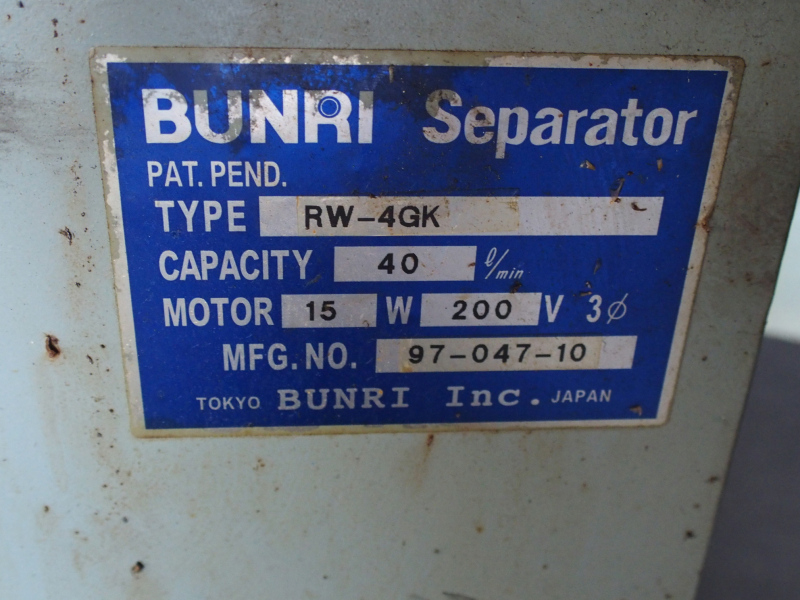 BUNRI Separator
PAT. PEND.
TYPE RW-4GK
CAPACITY 40 ℓ/min
MOTOR 15 W 200 V 3ø
MFG. NO. 97-047-10
TOKYO BUNRI Inc. JAPAN